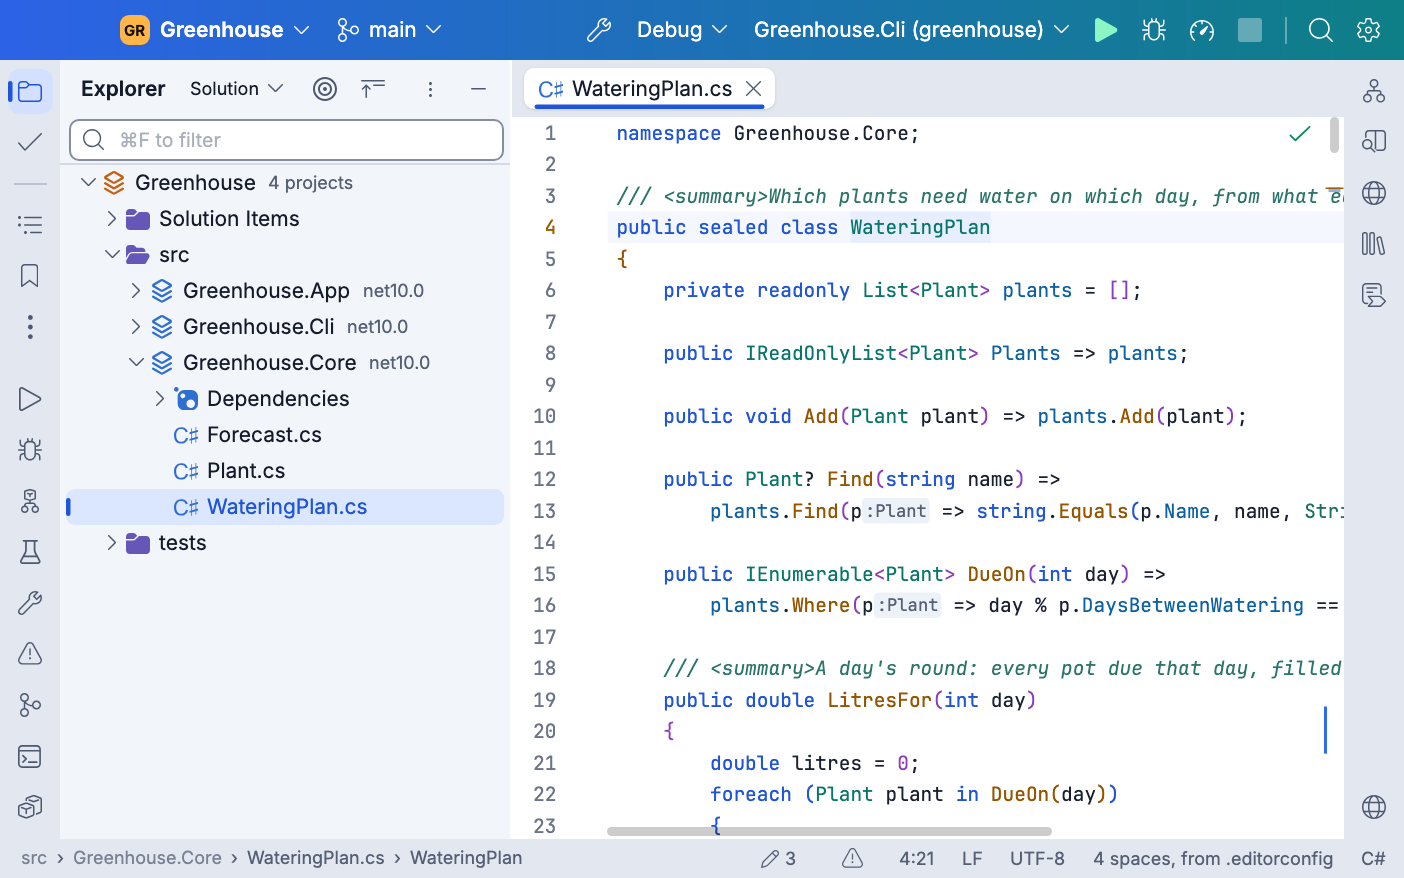 GR Greenhouse main Debug Greenhouse.Cli (greenhouse)
Explorer Solution
⌘F to filter
Greenhouse 4 projects
Solution Items
src
Greenhouse.App net10.0
Greenhouse.Cli net10.0
Greenhouse.Core net10.0
Dependencies
C# Forecast.cs
C# Plant.cs
C# WateringPlan.cs
tests
C# WateringPlan.cs
1 namespace Greenhouse.Core;
2
3 /// <summary>Which plants need water on which day, from what
4 public sealed class WateringPlan
5 {
6 private readonly List<Plant> plants = [];
7
8 public IReadOnlyList<Plant> Plants => plants;
9
10 public void Add(Plant plant) => plants.Add(plant);
11
12 public Plant? Find(string name) =>
13 plants.Find(p :Plant => string.Equals(p.Name, name,
14
15 public IEnumerable<Plant> DueOn(int day) =>
16 plants.Where(p :Plant => day % p.DaysBetweenWatering ==
17
18 /// <summary>A day's round: every pot due that day, filled
19 public double LitresFor(int day)
20 {
21 double litres = 0;
22 foreach (Plant plant in DueOn(day))
23 {
src › Greenhouse.Core › WateringPlan.cs › WateringPlan 3 4:21 LF UTF-8 4 spaces, from .editorconfig C#